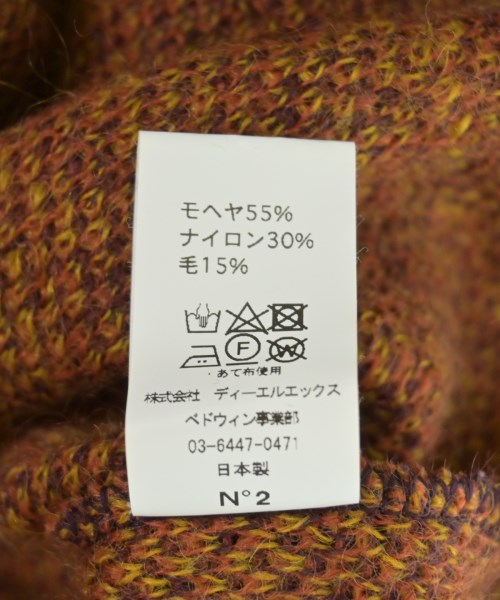 モヘヤ55%
ナイロン30%
毛15%
F W
・あて布使用
株式会社 ディーエルエックス
ベドウィン事業部
03-6447-0471
日本製
N°2